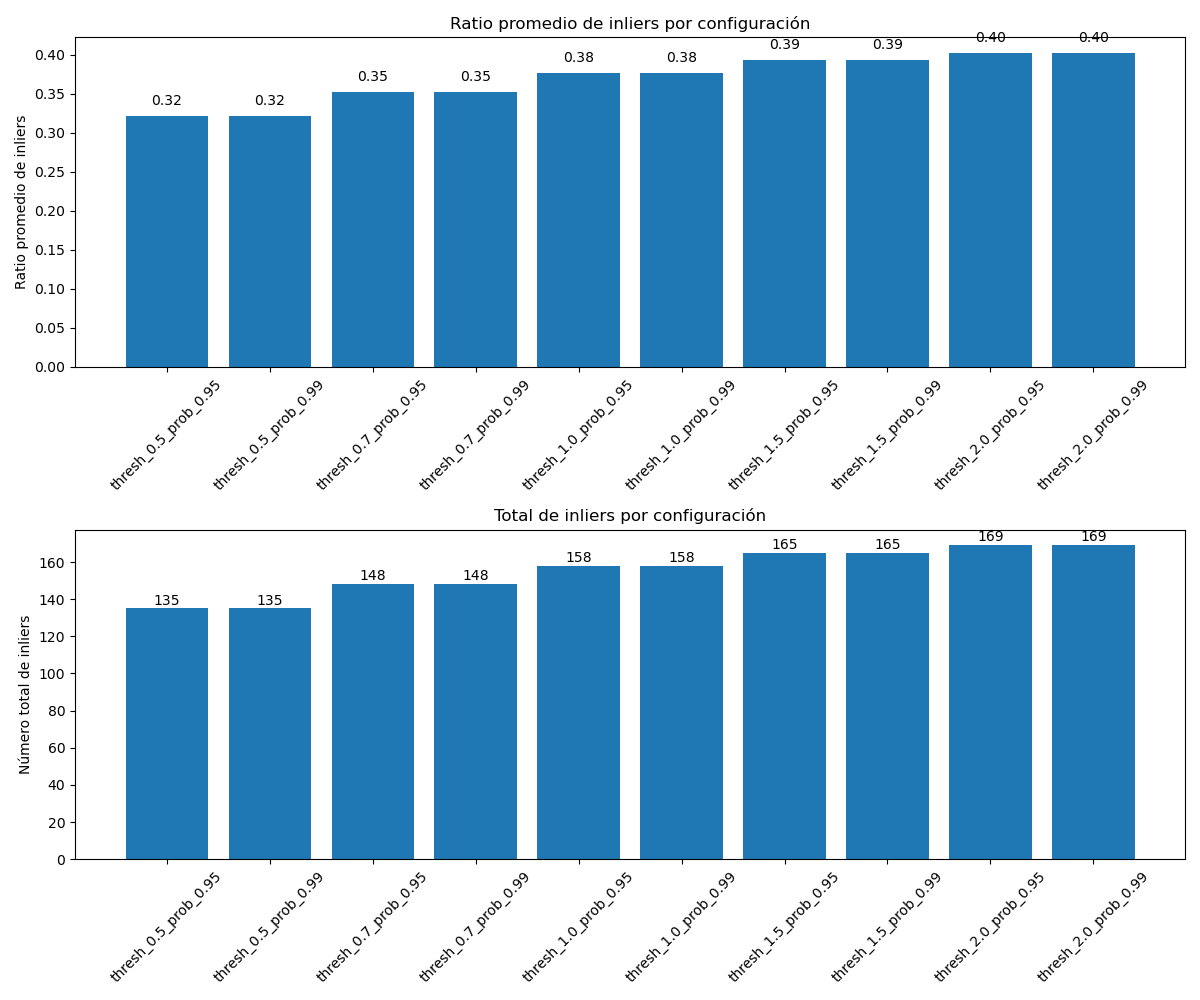 Ratio promedio de inliers por configuración
Ratio promedio de inliers
0.40
0.35
0.30
0.25
0.20
0.15
0.10
0.05
0.00
0.32
0.32
0.35
0.35
0.38
0.38
0.39
0.39
0.40
0.40
thresh_0.5_prob_0.95
thresh_0.5_prob_0.99
thresh_0.7_prob_0.95
thresh_0.7_prob_0.99
thresh_1.0_prob_0.95
thresh_1.0_prob_0.99
thresh_1.5_prob_0.95
thresh_1.5_prob_0.99
thresh_2.0_prob_0.95
thresh_2.0_prob_0.99
Total de inliers por configuración
Número total de inliers
160
140
120
100
80
60
40
20
0
135
135
148
148
158
158
165
165
169
169
thresh_0.5_prob_0.95
thresh_0.5_prob_0.99
thresh_0.7_prob_0.95
thresh_0.7_prob_0.99
thresh_1.0_prob_0.95
thresh_1.0_prob_0.99
thresh_1.5_prob_0.95
thresh_1.5_prob_0.99
thresh_2.0_prob_0.95
thresh_2.0_prob_0.99